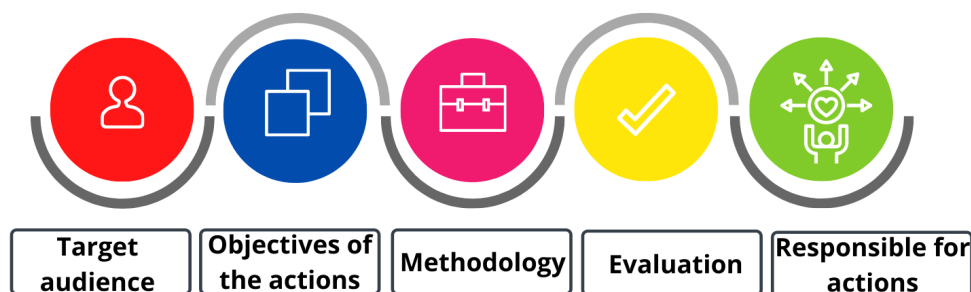 Target
audience
Objectives of
the actions
Methodology
Evaluation
Responsible for
actions